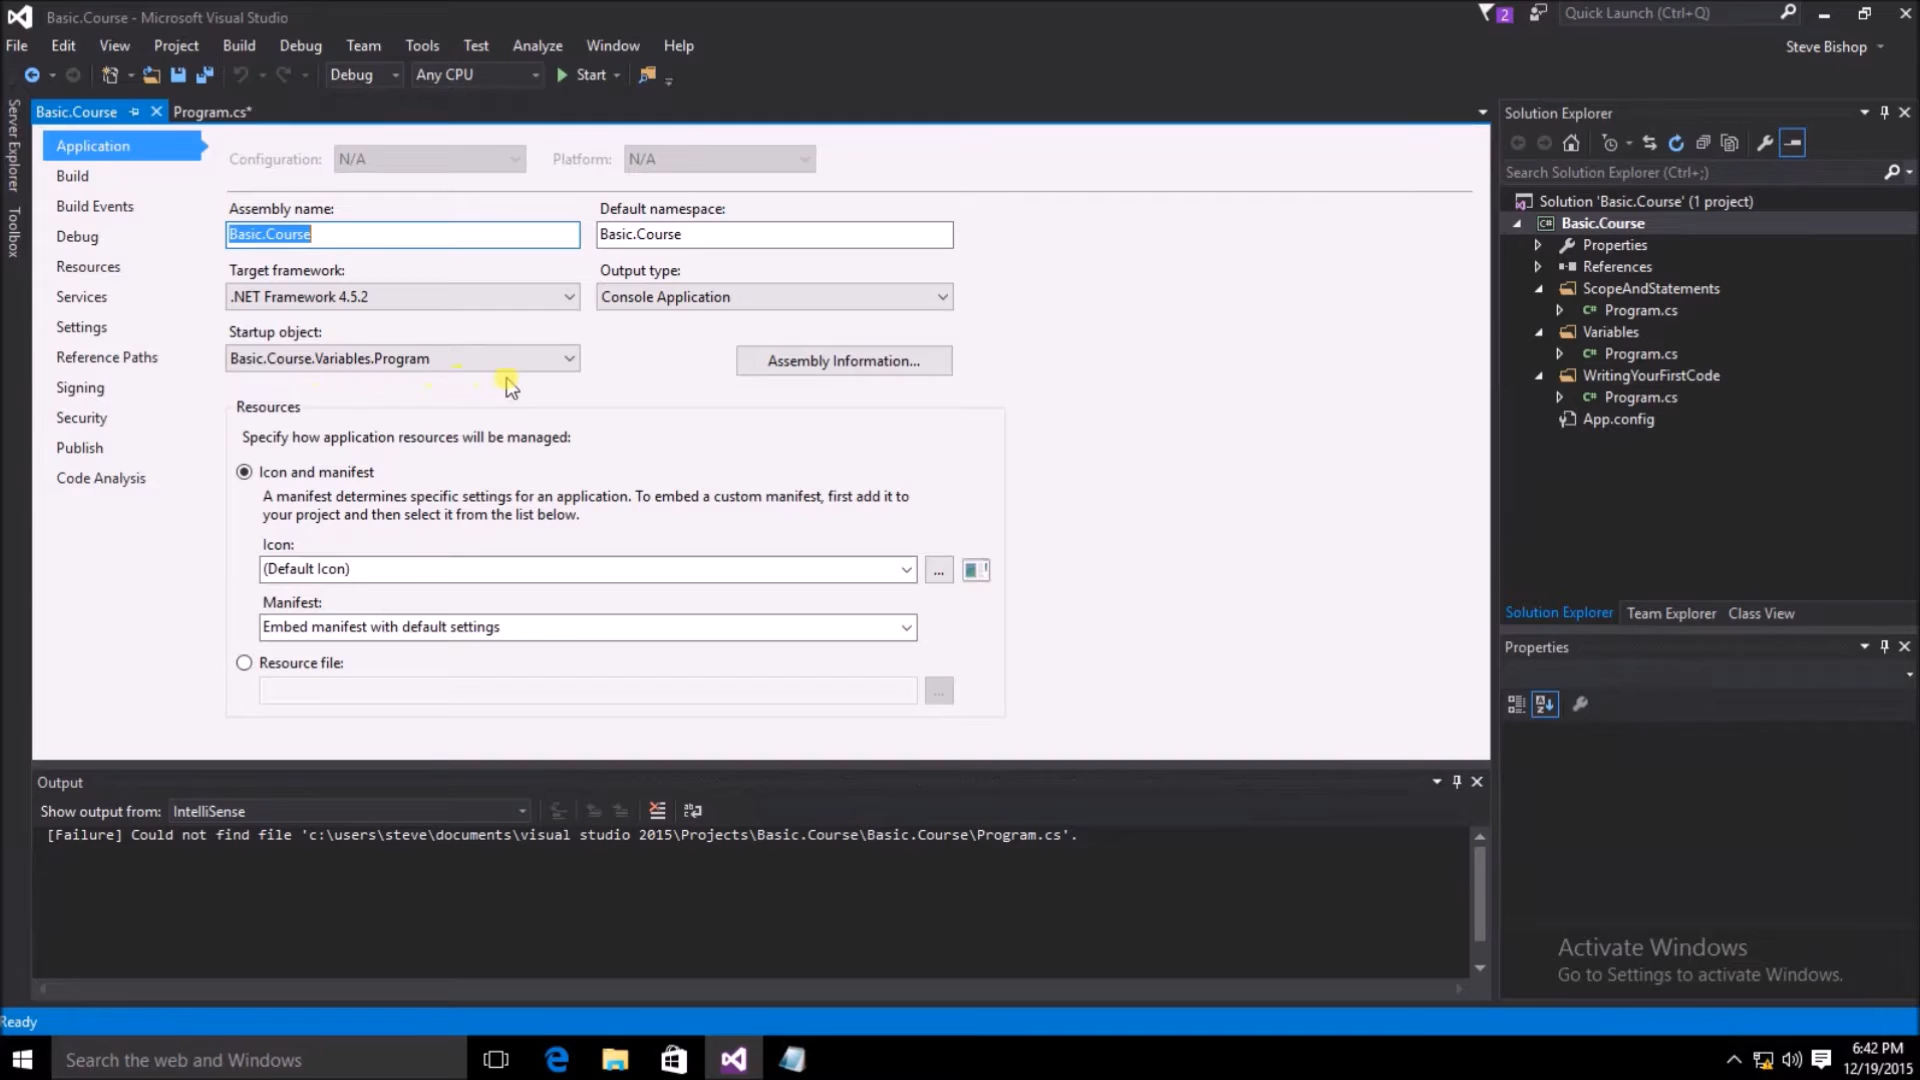 Basic.Course - Microsoft Visual Studio
2
Quick Launch (Ctrl+Q)
File Edit View Project Build Debug Team Tools Test Analyze Window Help
Steve Bishop
Debug Any CPU Start
Server Explorer
Toolbox
Basic.Course Program.cs*
Application
Build
Build Events
Debug
Resources
Services
Settings
Reference Paths
Signing
Security
Publish
Code Analysis
Configuration: N/A Platform: N/A
Assembly name: Default namespace:
Basic.Course Basic.Course
Target framework: Output type:
.NET Framework 4.5.2 Console Application
Startup object:
Basic.Course.Variables.Program Assembly Information...
Resources
Specify how application resources will be managed:
Icon and manifest
A manifest determines specific settings for an application. To embed a custom manifest, first add it to
your project and then select it from the list below.
Icon:
(Default Icon) ...
Manifest:
Embed manifest with default settings
Resource file:
...
Solution Explorer
Search Solution Explorer (Ctrl+;)
Solution 'Basic.Course' (1 project)
C# Basic.Course
Properties
References
ScopeAndStatements
C# Program.cs
Variables
C# Program.cs
WritingYourFirstCode
C# Program.cs
App.config
Solution Explorer Team Explorer Class View
Properties
Output
Show output from: IntelliSense
[Failure] Could not find file 'c:\users\steve\documents\visual studio 2015\Projects\Basic.Course\Basic.Course\Program.cs'.
Activate Windows
Go to Settings to activate Windows.
Ready
Search the web and Windows
6:42 PM
12/19/2015